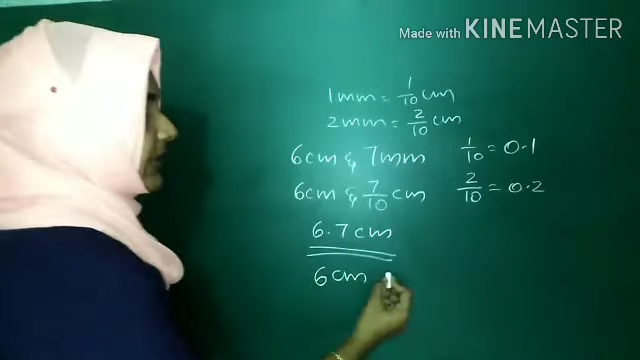 Made with KINEMASTER
1mm = 1/10 cm
2mm = 2/10 cm
6cm & 7mm 1/10 = 0.1
6cm & 7/10 cm 2/10 = 0.2
6.7cm
6cm